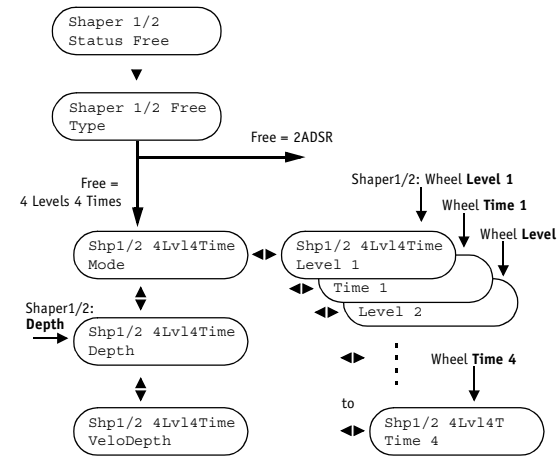 Shaper 1/2
Status Free
Shaper 1/2 Free
Type
Free = 2ADSR
Free =
4 Levels 4 Times
Shaper1/2: Wheel Level 1
Wheel Time 1
Wheel Level
Shp1/2 4Lvl4Time
Mode
Shp1/2 4Lvl4Time
Level 1
Time 1
Level 2
Shaper1/2:
Depth
Shp1/2 4Lvl4Time
Depth
Wheel Time 4
to
Shp1/2 4Lvl4Time
VeloDepth
Shp1/2 4Lvl4T
Time 4